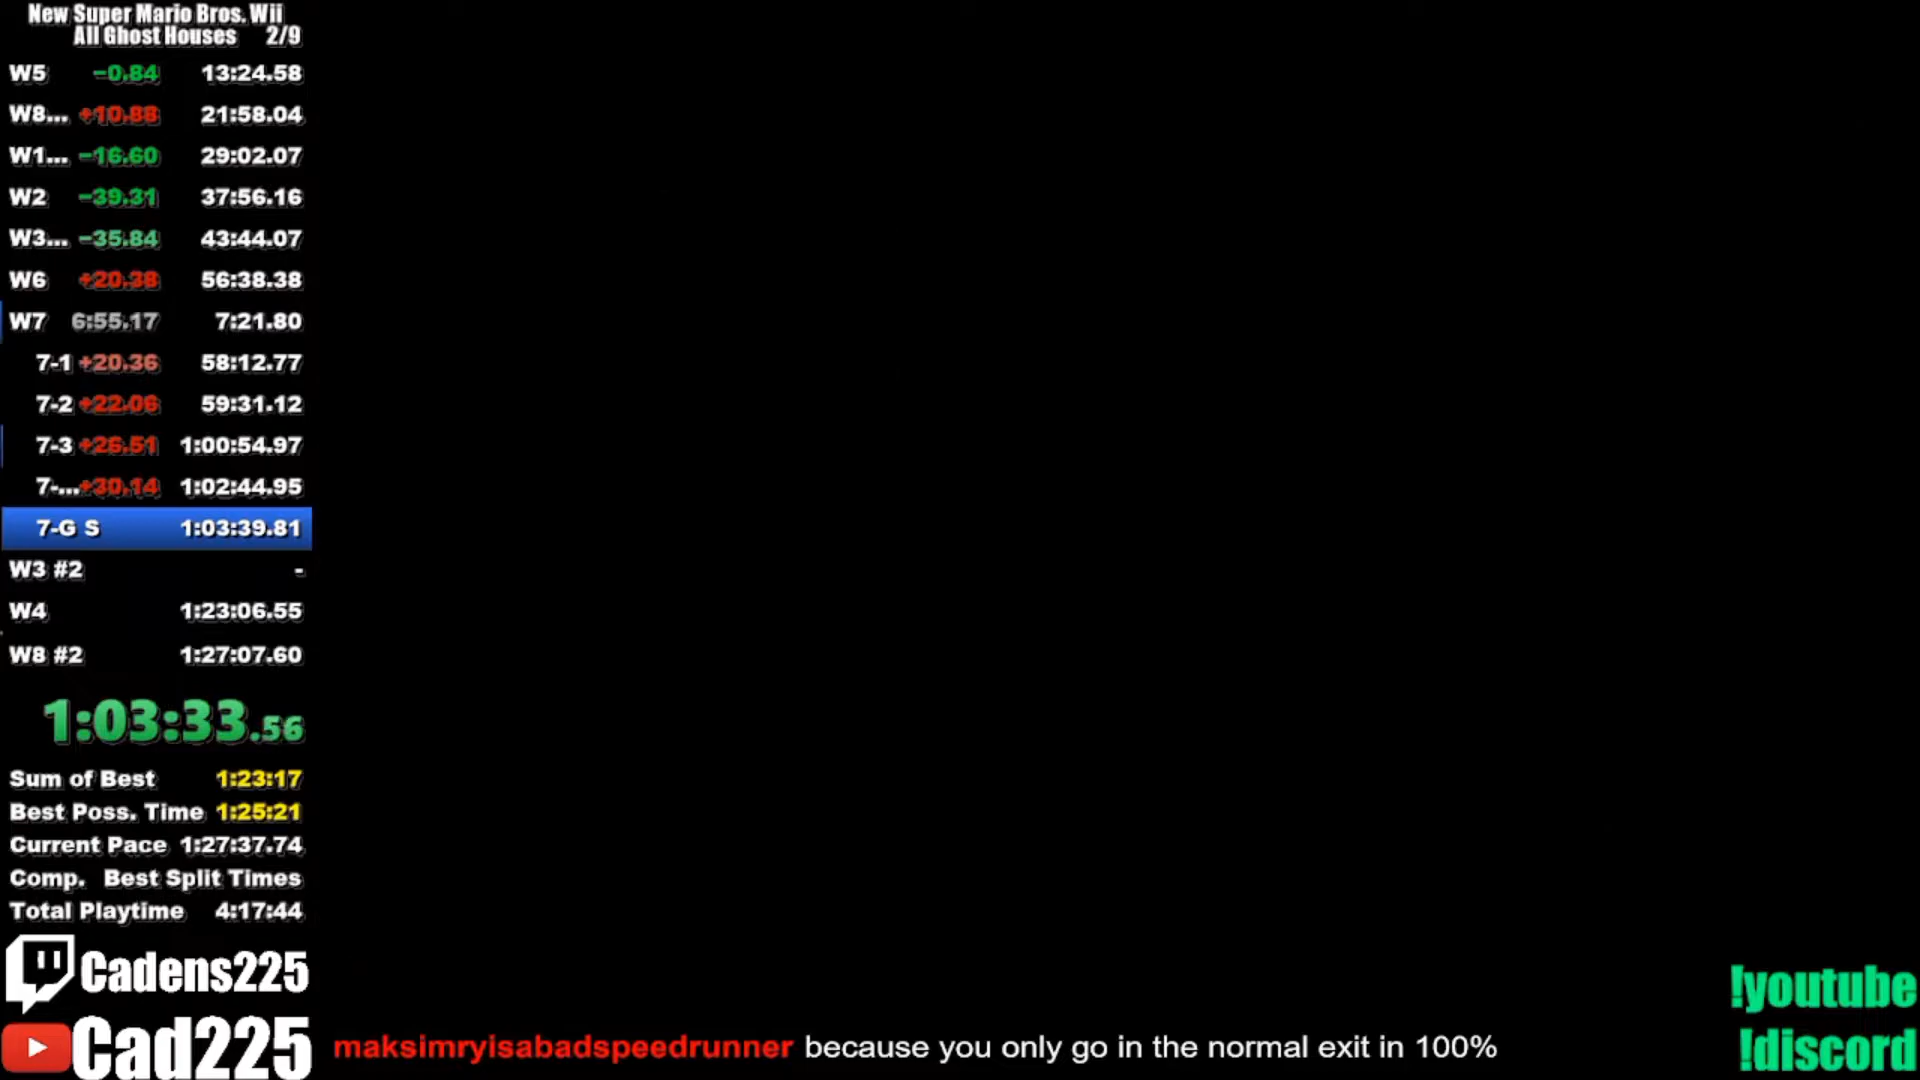 New Super Mario Bros. Wii
All Ghost Houses 2/9
W5 −0.84 13:24.58
W8... +10.88 21:58.04
W1... −16.60 29:02.07
W2 −39.31 37:56.16
W3... −35.84 43:44.07
W6 +20.38 56:38.38
W7 6:55.17 7:21.80
7-1 +20.36 58:12.77
7-2 +22.06 59:31.12
7-3 +26.51 1:00:54.97
7-... +30.14 1:02:44.95
7-G S 1:03:39.81
W3 #2 -
W4 1:23:06.55
W8 #2 1:27:07.60
1:03:33.56
Sum of Best 1:23:17
Best Poss. Time 1:25:21
Current Pace 1:27:37.74
Comp. Best Split Times
Total Playtime 4:17:44
Cadens225
Cad225
maksimryisabadspeedrunner because you only go in the normal exit in 100%
!youtube
!discord